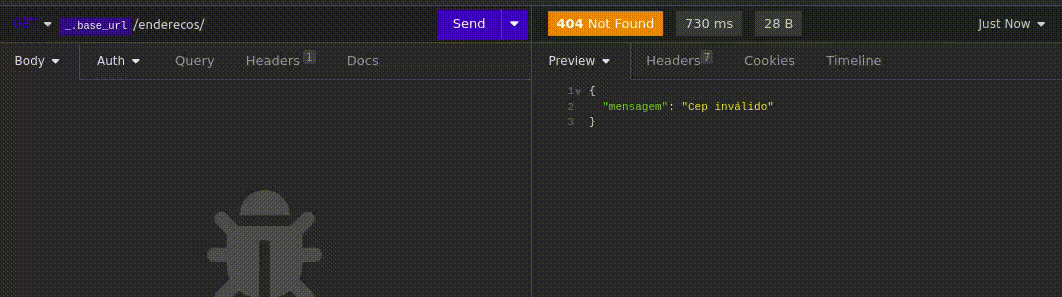 GET _.base_url /enderecos/ Send 404 Not Found 730 ms 28 B Just Now
Body Auth Query Headers 1 Docs Preview Headers 7 Cookies Timeline
1 {
2 "mensagem": "Cep inválido"
3 }